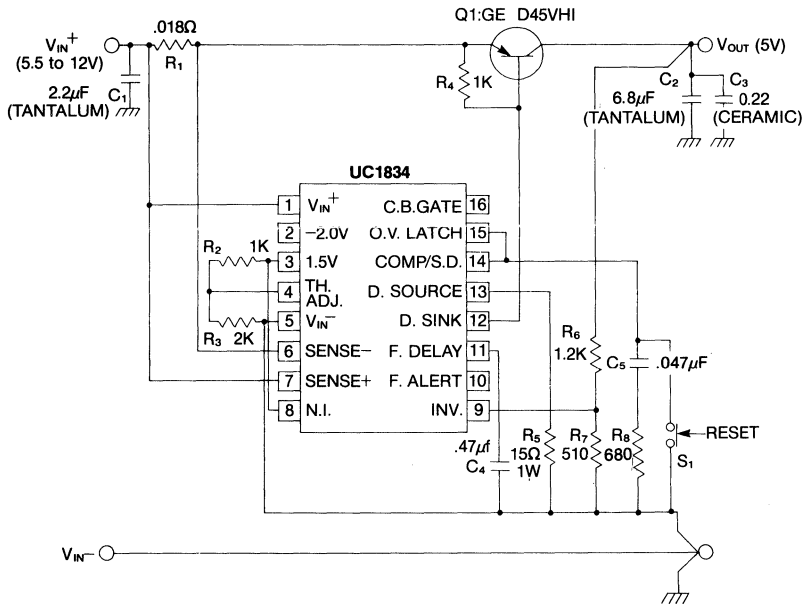 Q1:GE D45VHI
.018Ω
VIN+
(5.5 to 12V)
R1
VOUT (5V)
R4 1K
C2 C3
2.2µF C1
(TANTALUM)
6.8µF 0.22
(TANTALUM) (CERAMIC)
UC1834
1 VIN+ C.B.GATE 16
2 −2.0V O.V. LATCH 15
R2 1K
3 1.5V COMP/S.D. 14
4 TH. ADJ. D. SOURCE 13
5 VIN− D. SINK 12
R3 2K
6 SENSE− F. DELAY 11
7 SENSE+ F. ALERT 10
8 N.I. INV. 9
R6
1.2K
C5 .047µF
.47µf
C4
R5
15Ω
1W
R7
510
R8
680
RESET
S1
VIN−